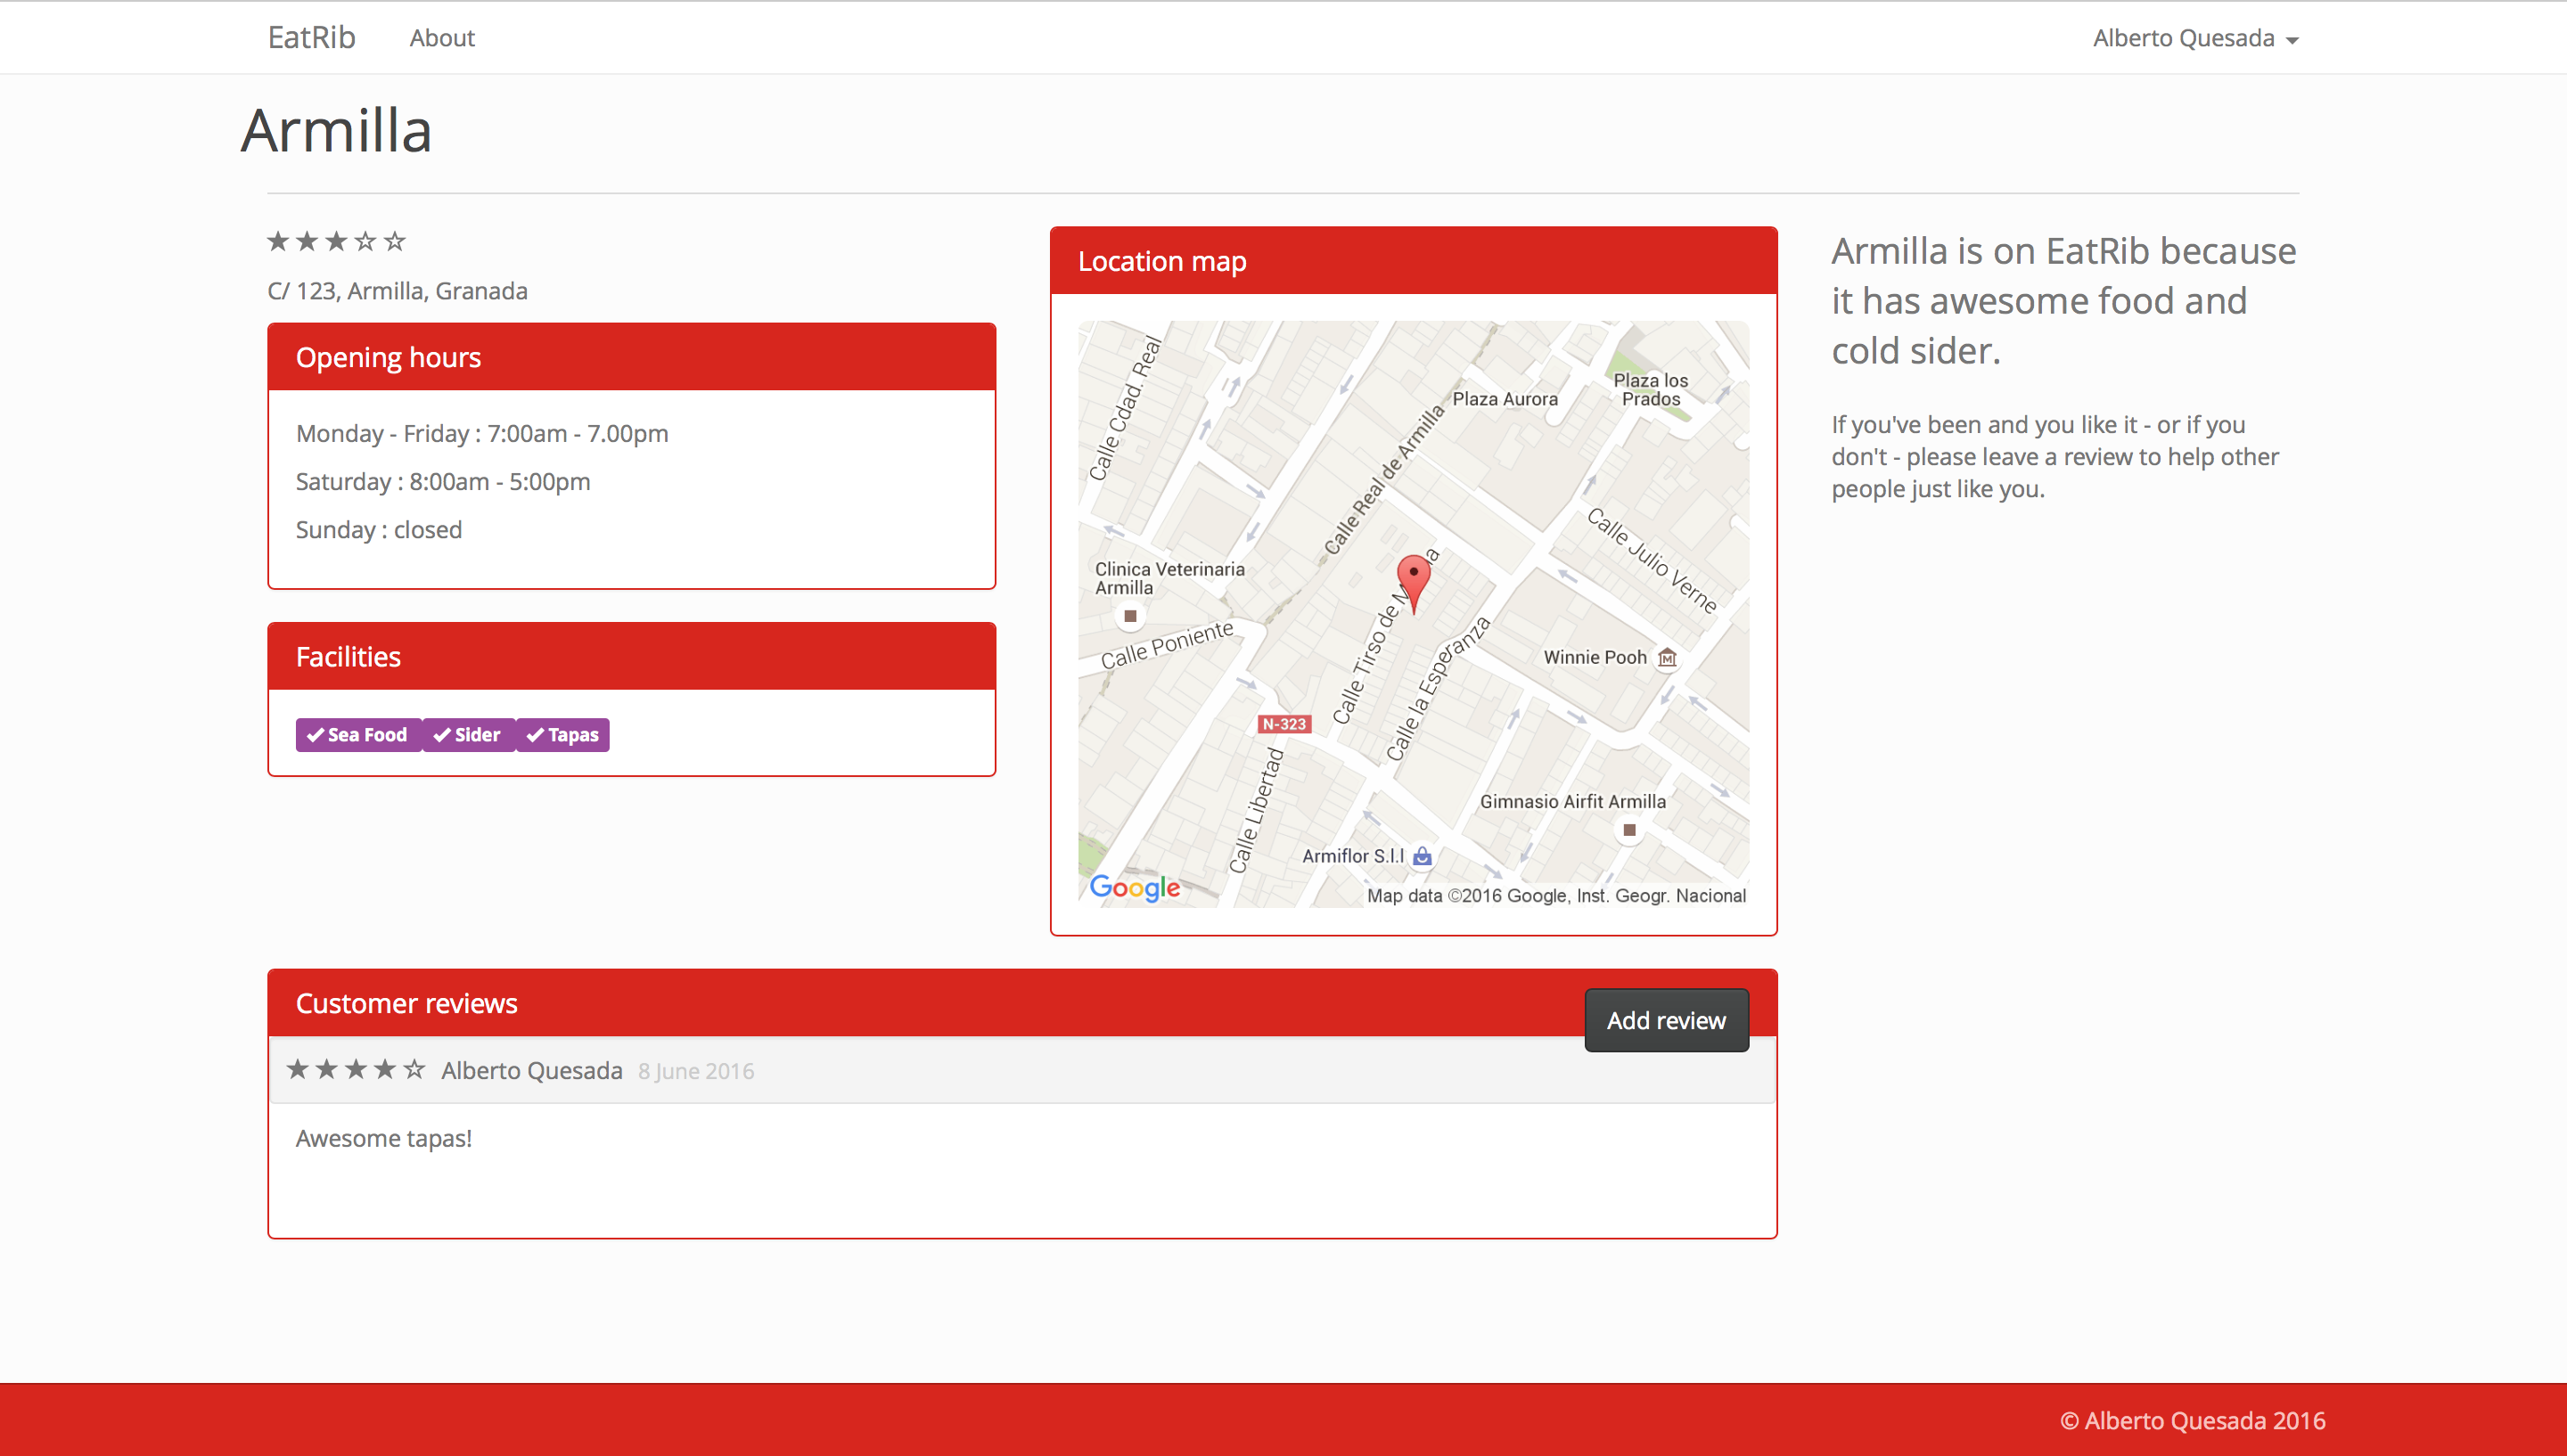 EatRib
About
Alberto Quesada
Armilla
C/ 123, Armilla, Granada
Opening hours
Monday - Friday : 7:00am - 7.00pm
Saturday : 8:00am - 5:00pm
Sunday : closed
Facilities
Sea Food
Sider
Tapas
Location map
Calle Cdad. Real
Calle Real de Armilla
Plaza Aurora
Plaza los
Prados
Clinica Veterinaria
Armilla
Calle Poniente
Calle Tirso de
Calle la Esperanza
Calle Julio Verne
Winnie Pooh
N-323
Calle Libertad
Gimnasio Airfit Armilla
Armiflor S.l.l
Google
Map data ©2016 Google, Inst. Geogr. Nacional
Armilla is on EatRib because
it has awesome food and
cold sider.
If you've been and you like it - or if you
don't - please leave a review to help other
people just like you.
Customer reviews
Add review
Alberto Quesada 8 June 2016
Awesome tapas!
© Alberto Quesada 2016